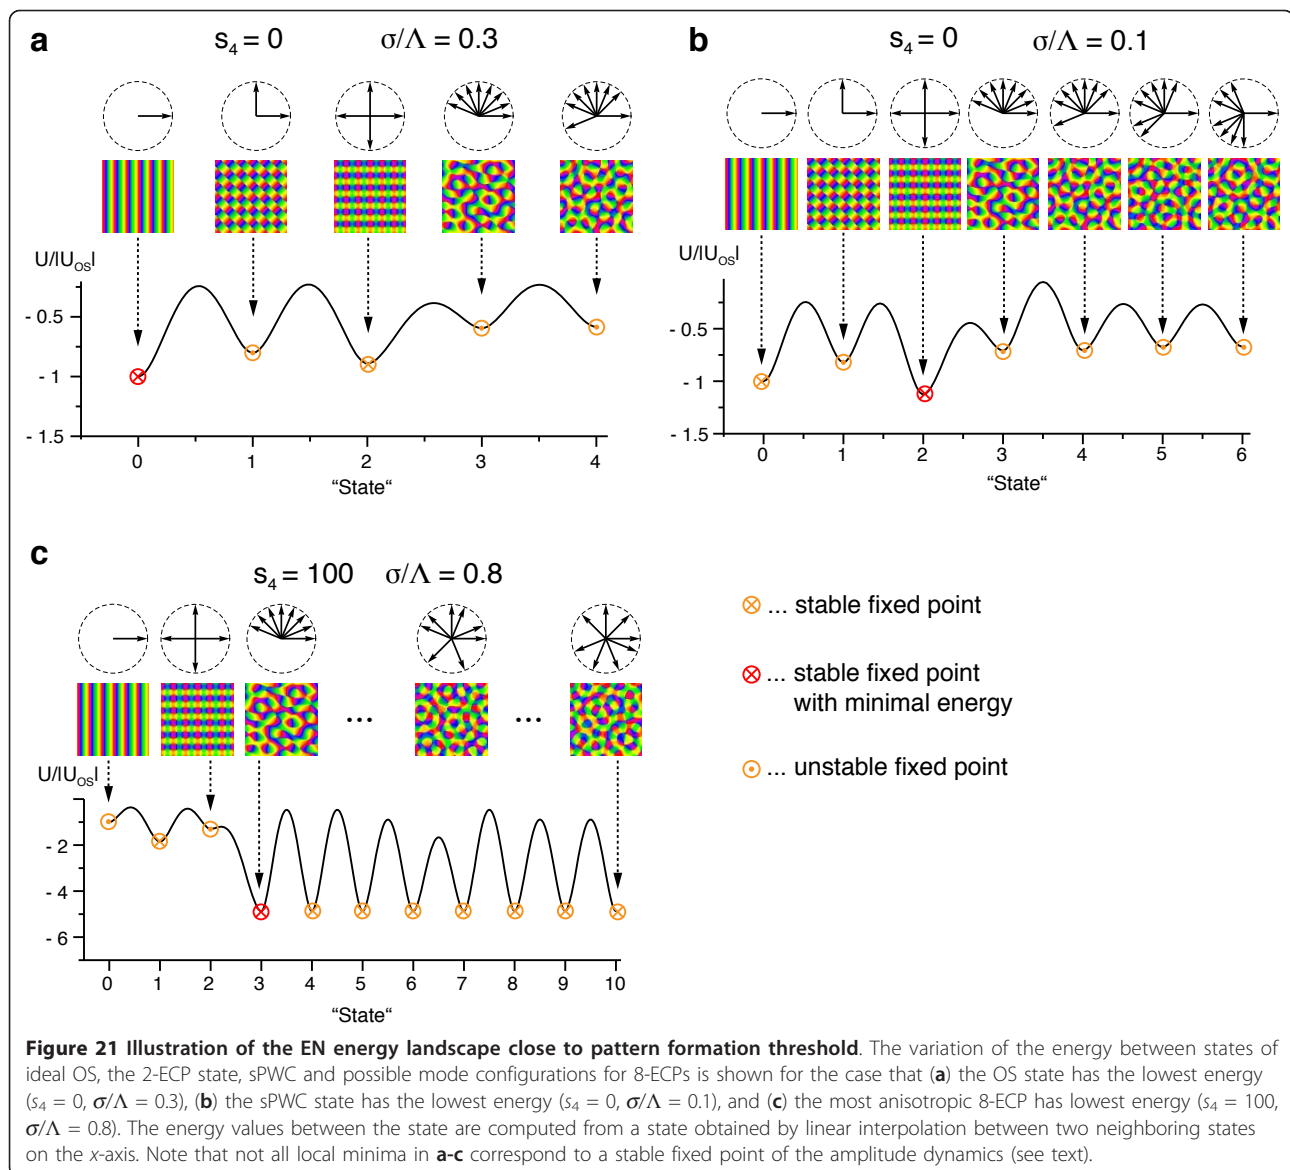 a
s₄ = 0 σ/Λ = 0.3
U/|U_OS|
- 0.5
- 1
- 1.5
0 1 2 3 4
“State“
b
s₄ = 0 σ/Λ = 0.1
U/|U_OS|
- 0.5
- 1
- 1.5
0 1 2 3 4 5 6
“State“
c
s₄ = 100 σ/Λ = 0.8
... ...
U/|U_OS|
- 2
- 4
- 6
0 1 2 3 4 5 6 7 8 9 10
“State“
... stable fixed point
... stable fixed point
with minimal energy
... unstable fixed point
Figure 21 Illustration of the EN energy landscape close to pattern formation threshold. The variation of the energy between states of
ideal OS, the 2-ECP state, sPWC and possible mode configurations for 8-ECPs is shown for the case that (a) the OS state has the lowest energy
(s₄ = 0, σ/Λ = 0.3), (b) the sPWC state has the lowest energy (s₄ = 0, σ/Λ = 0.1), and (c) the most anisotropic 8-ECP has lowest energy (s₄ = 100,
σ/Λ = 0.8). The energy values between the state are computed from a state obtained by linear interpolation between two neighboring states
on the x-axis. Note that not all local minima in a-c correspond to a stable fixed point of the amplitude dynamics (see text).